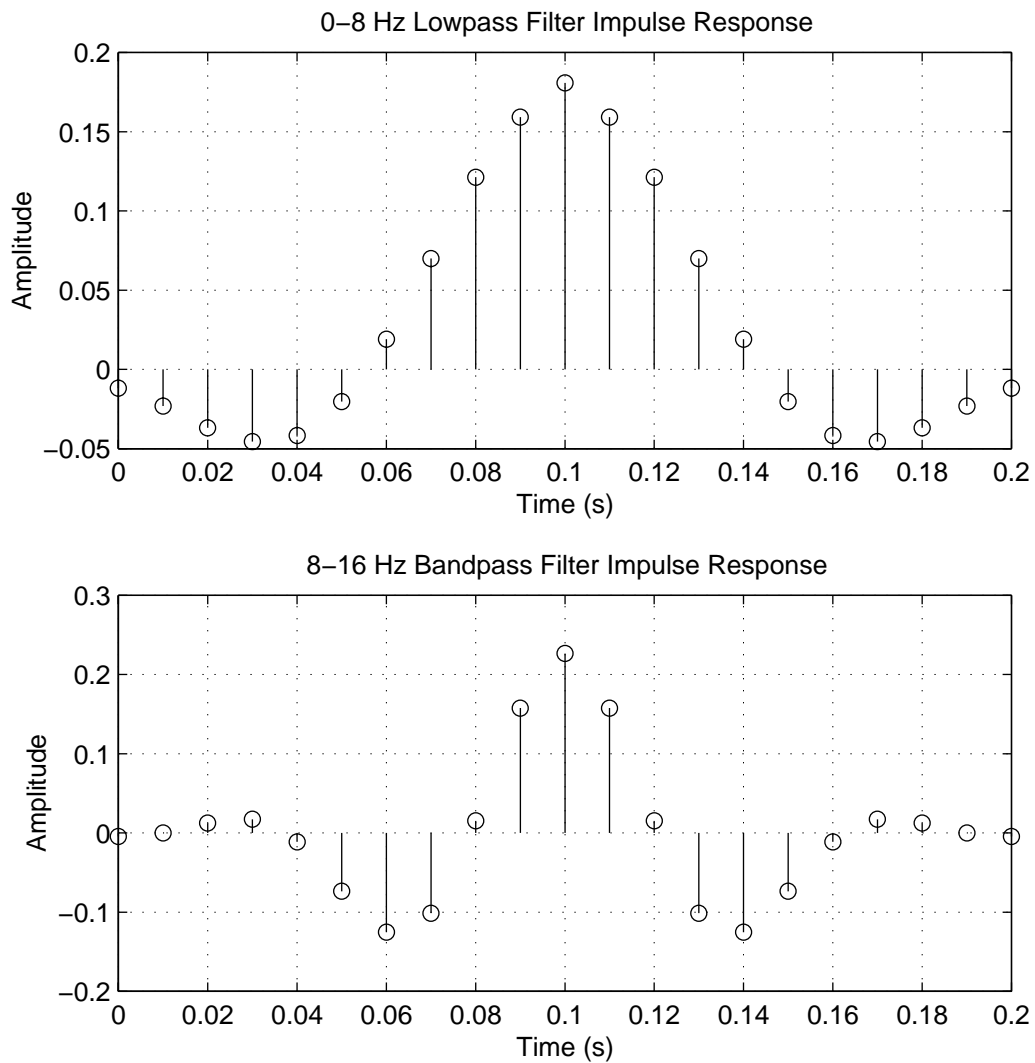 0−8 Hz Lowpass Filter Impulse Response
0.2
0.15
0.1
0.05
0
−0.05
Amplitude
0 0.02 0.04 0.06 0.08 0.1 0.12 0.14 0.16 0.18 0.2
Time (s)
8−16 Hz Bandpass Filter Impulse Response
0.3
0.2
0.1
0
−0.1
−0.2
Amplitude
0 0.02 0.04 0.06 0.08 0.1 0.12 0.14 0.16 0.18 0.2
Time (s)